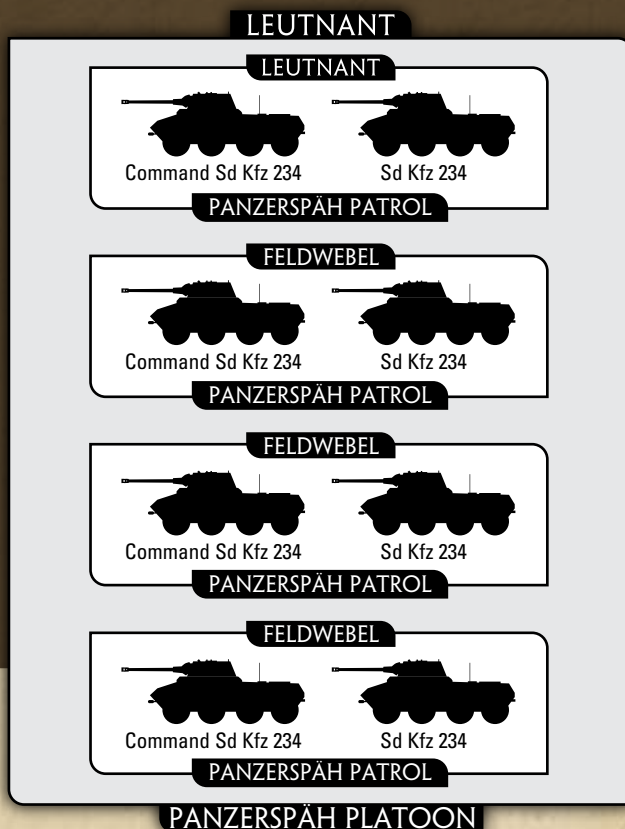 LEUTNANT
LEUTNANT
Command Sd Kfz 234 Sd Kfz 234
PANZERSPÄH PATROL
FELDWEBEL
Command Sd Kfz 234 Sd Kfz 234
PANZERSPÄH PATROL
FELDWEBEL
Command Sd Kfz 234 Sd Kfz 234
PANZERSPÄH PATROL
FELDWEBEL
Command Sd Kfz 234 Sd Kfz 234
PANZERSPÄH PATROL
PANZERSPÄH PLATOON